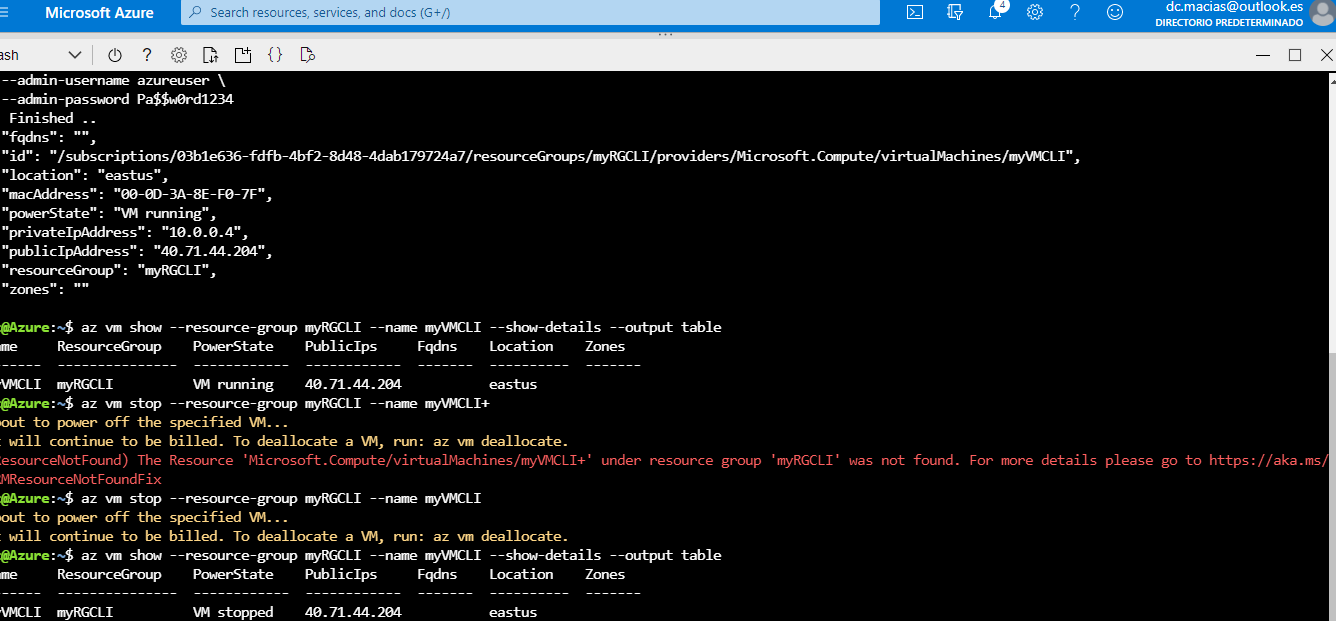 Microsoft Azure
Search resources, services, and docs (G+/)
4
dc.macias@outlook.es
DIRECTORIO PREDETERMINADO
ash
--admin-username azureuser \
--admin-password Pa$$w0rd1234
Finished ..
"fqdns": "",
"id": "/subscriptions/03b1e636-fdfb-4bf2-8d48-4dab179724a7/resourceGroups/myRGCLI/providers/Microsoft.Compute/virtualMachines/myVMCLI",
"location": "eastus",
"macAddress": "00-0D-3A-8E-F0-7F",
"powerState": "VM running",
"privateIpAddress": "10.0.0.4",
"publicIpAddress": "40.71.44.204",
"resourceGroup": "myRGCLI",
"zones": ""
@Azure:~$ az vm show --resource-group myRGCLI --name myVMCLI --show-details --output table
me ResourceGroup PowerState PublicIps Fqdns Location Zones
----- --------------- ------------ ------------ ------- ---------- -------
VMCLI myRGCLI VM running 40.71.44.204 eastus
@Azure:~$ az vm stop --resource-group myRGCLI --name myVMCLI+
out to power off the specified VM...
t will continue to be billed. To deallocate a VM, run: az vm deallocate.
esourceNotFound) The Resource 'Microsoft.Compute/virtualMachines/myVMCLI+' under resource group 'myRGCLI' was not found. For more details please go to https://aka.ms/
MResourceNotFoundFix
@Azure:~$ az vm stop --resource-group myRGCLI --name myVMCLI
out to power off the specified VM...
t will continue to be billed. To deallocate a VM, run: az vm deallocate.
@Azure:~$ az vm show --resource-group myRGCLI --name myVMCLI --show-details --output table
me ResourceGroup PowerState PublicIps Fqdns Location Zones
----- --------------- ------------ ------------ ------- ---------- -------
VMCLI myRGCLI VM stopped 40.71.44.204 eastus